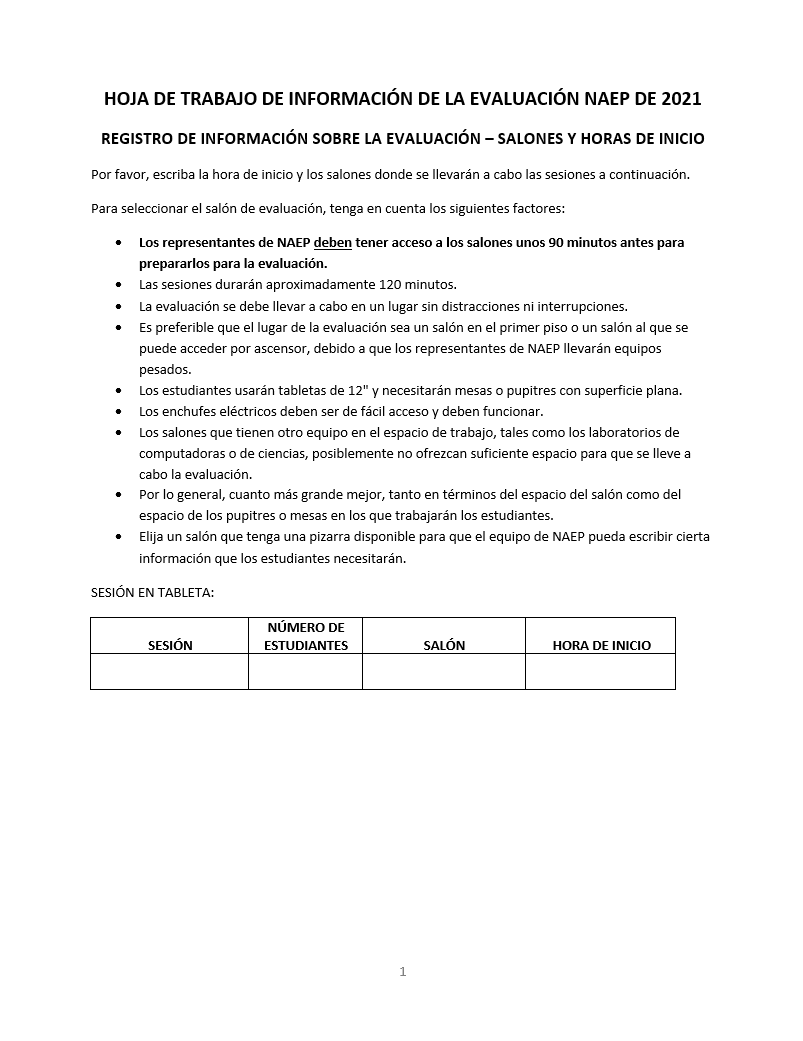 HOJA DE TRABAJO DE INFORMACIÓN DE LA EVALUACIÓN NAEP DE 2021
REGISTRO DE INFORMACIÓN SOBRE LA EVALUACIÓN – SALONES Y HORAS DE INICIO
Por favor, escriba la hora de inicio y los salones donde se llevarán a cabo las sesiones a continuación.
Para seleccionar el salón de evaluación, tenga en cuenta los siguientes factores:
• Los representantes de NAEP deben tener acceso a los salones unos 90 minutos antes para
prepararlos para la evaluación.
• Las sesiones durarán aproximadamente 120 minutos.
• La evaluación se debe llevar a cabo en un lugar sin distracciones ni interrupciones.
• Es preferible que el lugar de la evaluación sea un salón en el primer piso o un salón al que se
puede acceder por ascensor, debido a que los representantes de NAEP llevarán equipos
pesados.
• Los estudiantes usarán tabletas de 12" y necesitarán mesas o pupitres con superficie plana.
• Los enchufes eléctricos deben ser de fácil acceso y deben funcionar.
• Los salones que tienen otro equipo en el espacio de trabajo, tales como los laboratorios de
computadoras o de ciencias, posiblemente no ofrezcan suficiente espacio para que se lleve a
cabo la evaluación.
• Por lo general, cuanto más grande mejor, tanto en términos del espacio del salón como del
espacio de los pupitres o mesas en los que trabajarán los estudiantes.
• Elija un salón que tenga una pizarra disponible para que el equipo de NAEP pueda escribir cierta
información que los estudiantes necesitarán.
SESIÓN EN TABLETA:
SESIÓN
NÚMERO DE
ESTUDIANTES
SALÓN
HORA DE INICIO
1